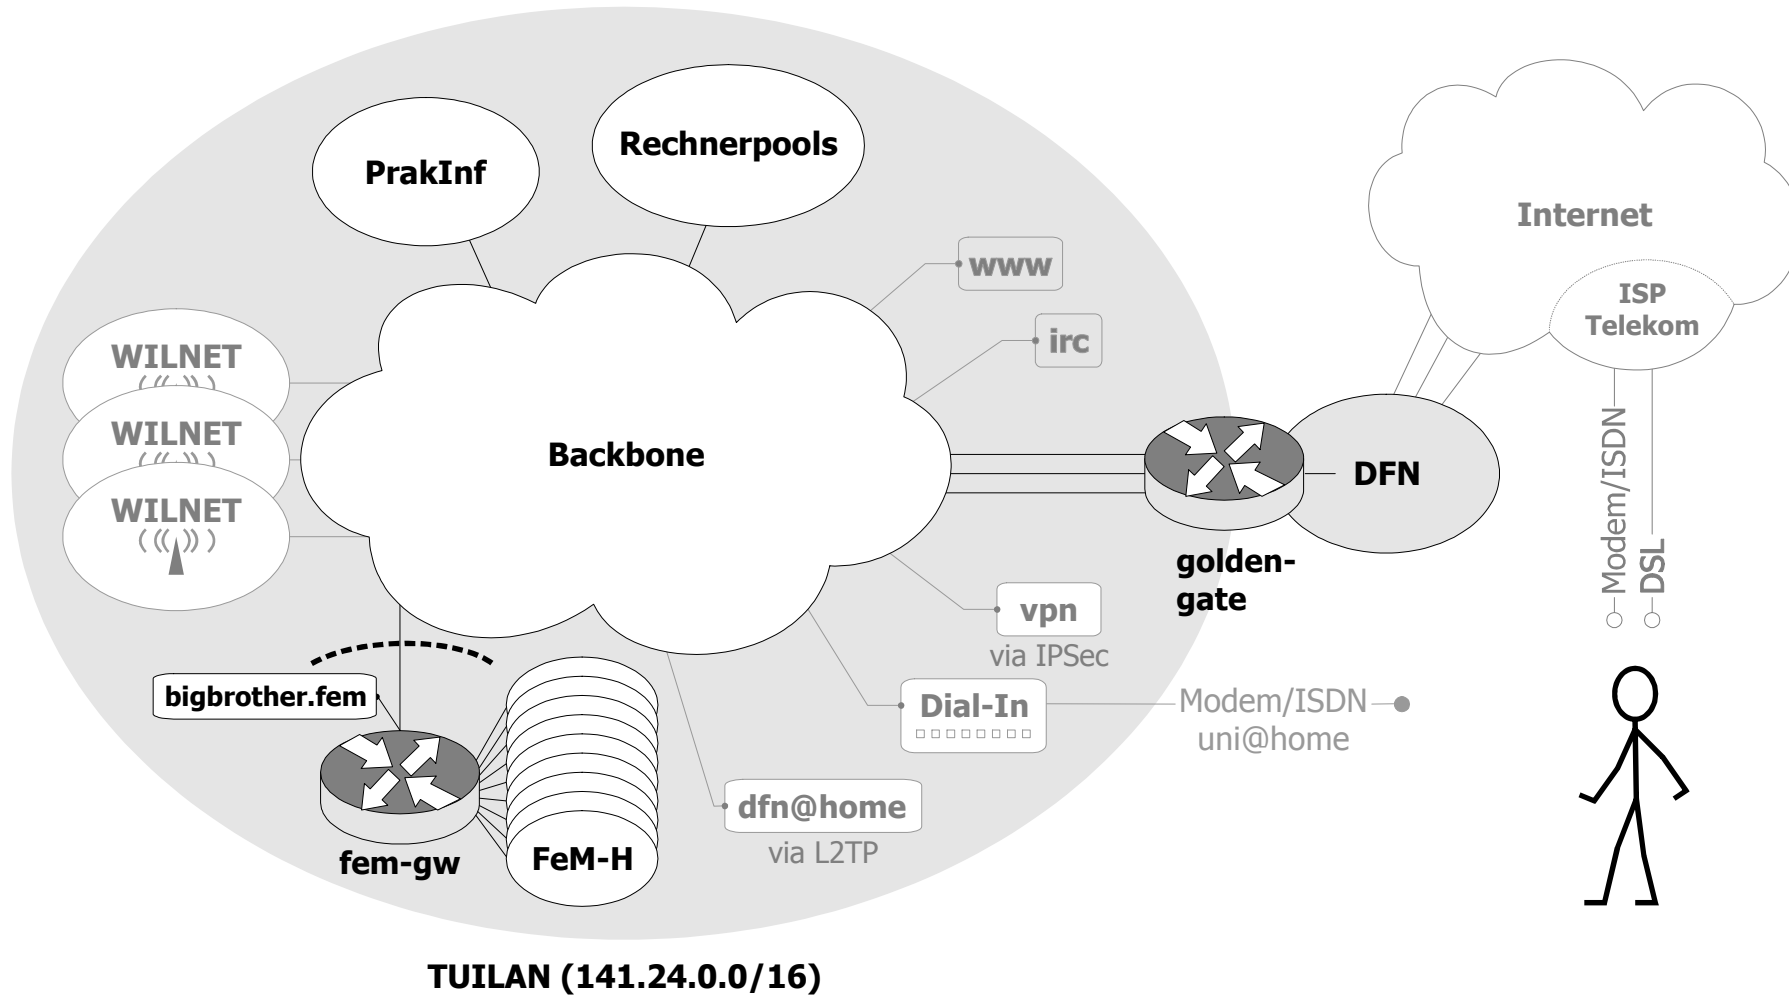 Rechnerpools
PrakInf
Internet
www
ISP
Telekom
irc
WILNET
WILNET
WILNET
Backbone
DFN
Modem/ISDN
DSL
golden-
gate
vpn
via IPSec
bigbrother.fem
Dial-In
Modem/ISDN
uni@home
dfn@home
via L2TP
fem-gw
FeM-H
TUILAN (141.24.0.0/16)